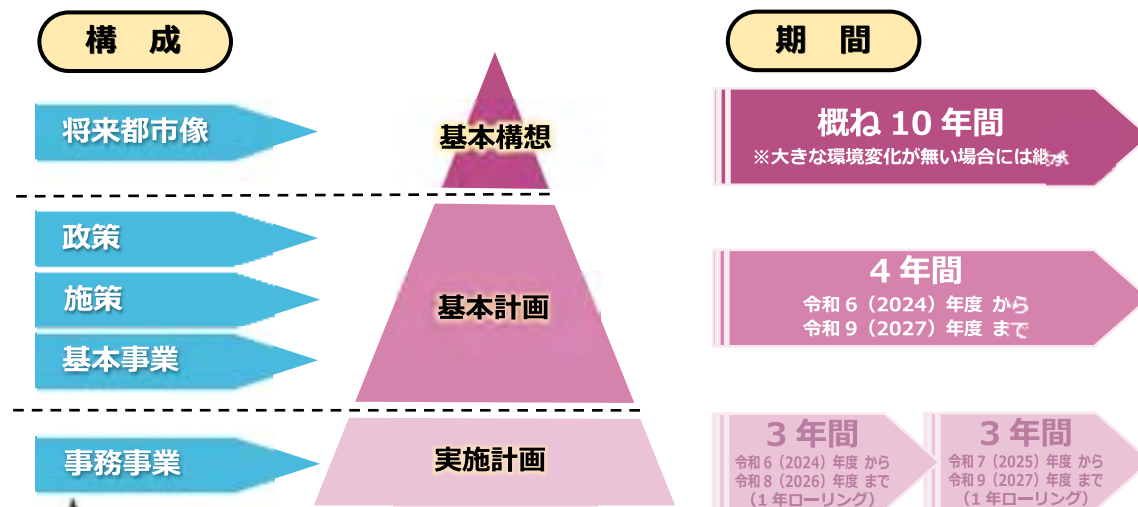 構 成
期 間
将来都市像
基本構想
概ね 10 年間
※大きな環境変化が無い場合には継承
政策
施策
基本事業
基本計画
4 年間
令和 6（2024）年度 から
令和 9（2027）年度 まで
事務事業
実施計画
3 年間
令和 6（2024）年度 から
令和 8（2026）年度 まで
（1 年ローリング）
3 年間
令和 7（2025）年度 から
令和 9（2027）年度 まで
（1 年ローリング）